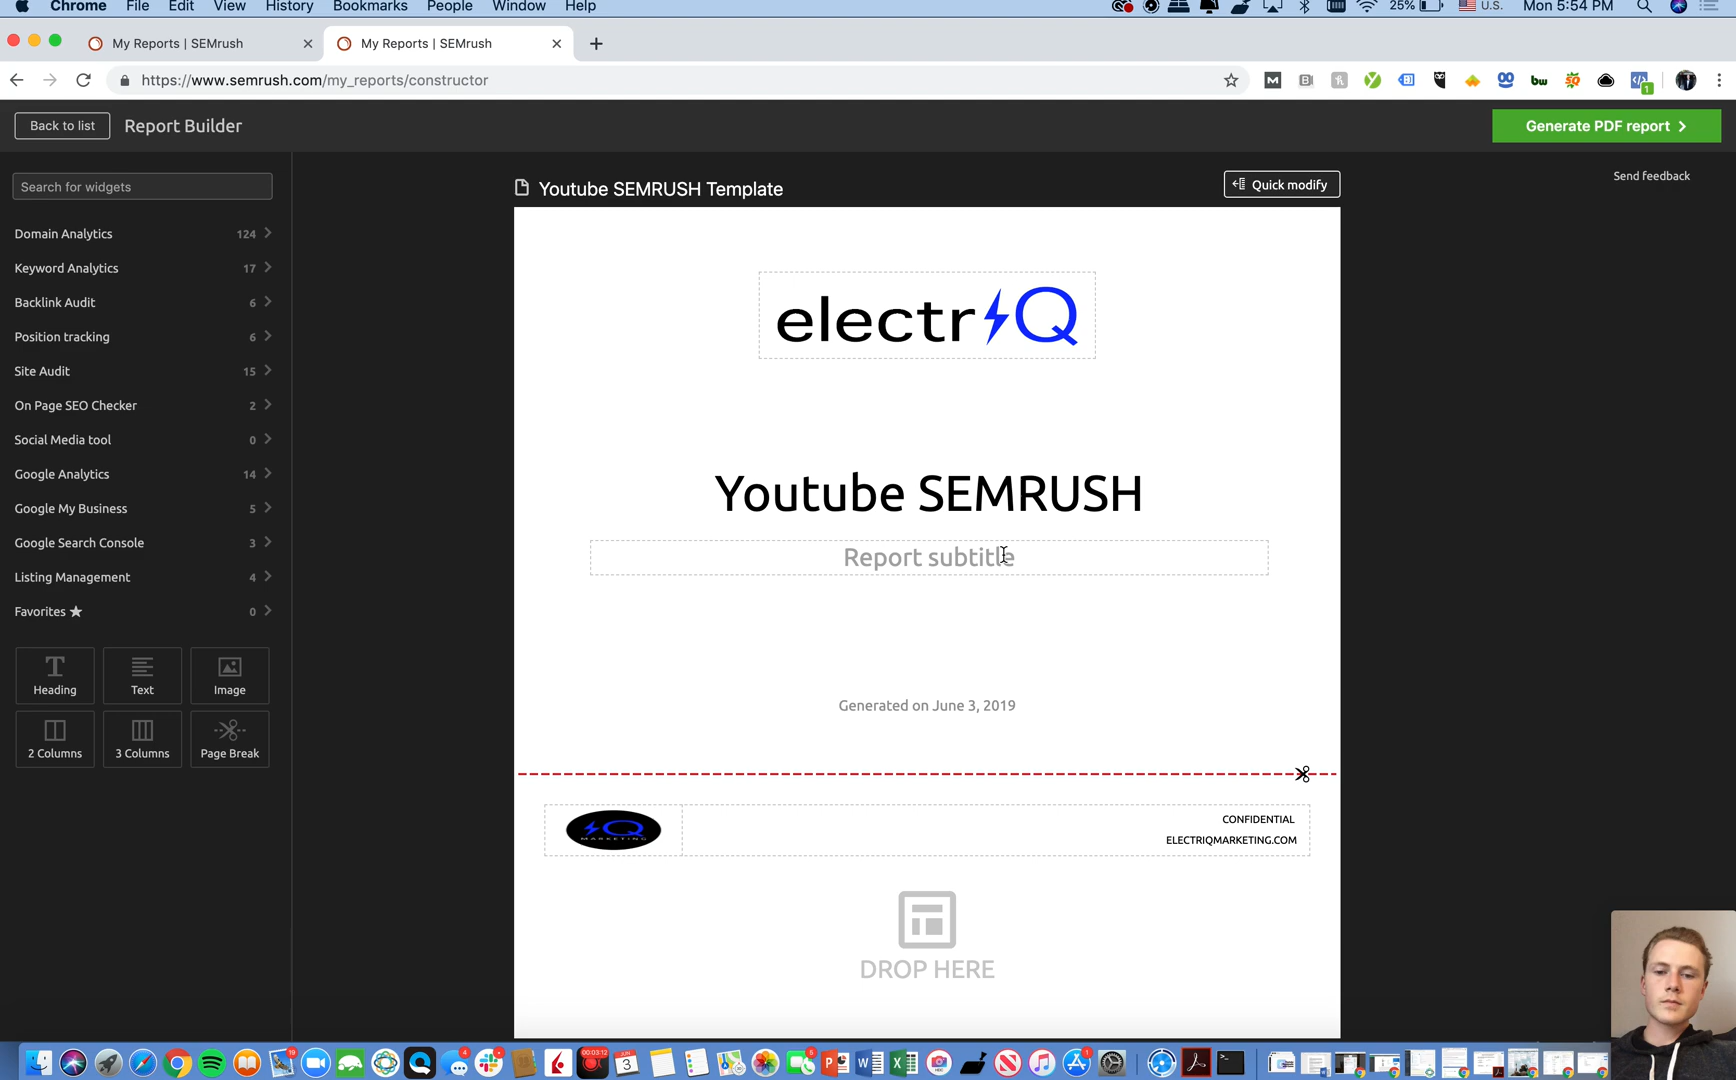 Chrome File Edit View History Bookmarks People Window Help 25% U.S. Mon 5:54 PM
My Reports | SEMrush
My Reports | SEMrush
https://www.semrush.com/my_reports/constructor
Back to list
Report Builder
Generate PDF report
Search for widgets
Youtube SEMRUSH Template
Quick modify
Send feedback
Domain Analytics 124
Keyword Analytics 17
Backlink Audit 6
Position tracking 6
Site Audit 15
On Page SEO Checker 2
Social Media tool 0
Google Analytics 14
Google My Business 5
Google Search Console 3
Listing Management 4
Favorites 0
Heading
Text
Image
2 Columns
3 Columns
Page Break
electrIQ
Youtube SEMRUSH
Report subtitle
Generated on June 3, 2019
Q
MARKETING
CONFIDENTIAL
ELECTRIQMARKETING.COM
DROP HERE